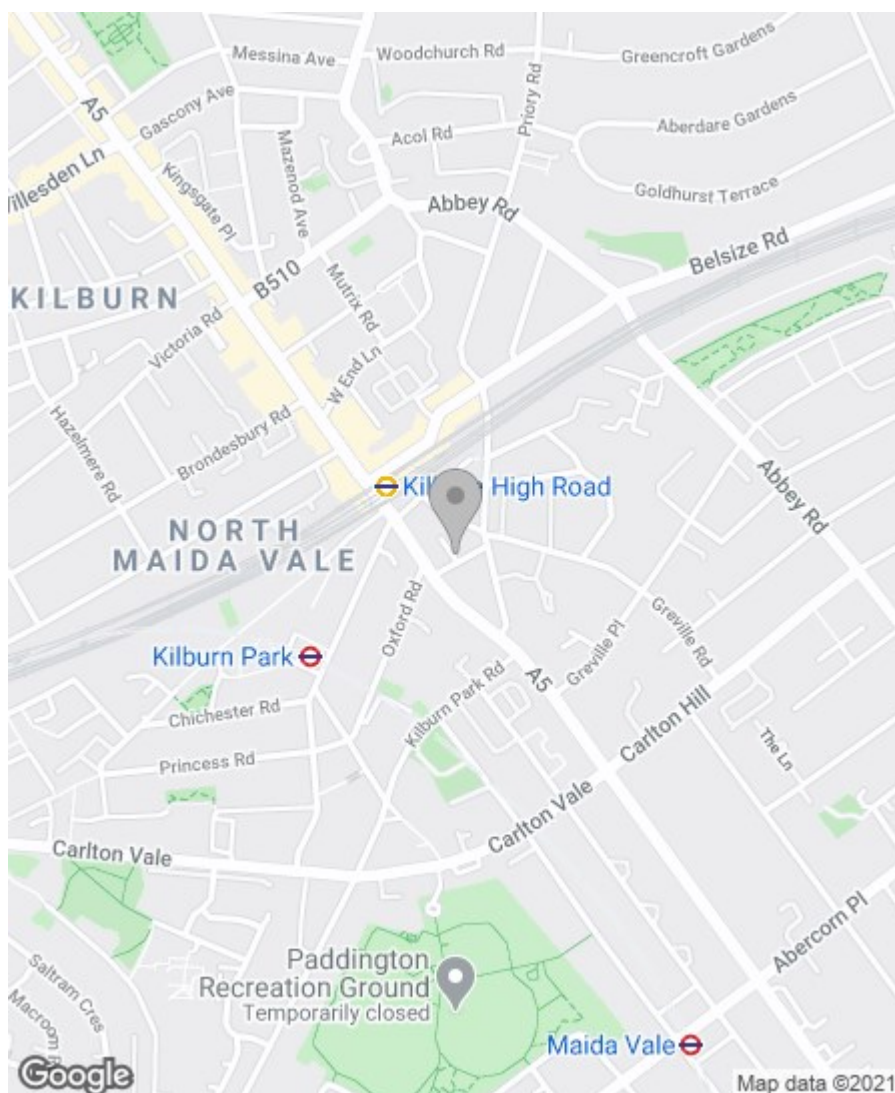 Messina Ave
Woodchurch Rd
Greencroft Gardens
A5
Gascony Ave
Priory Rd
Acol Rd
Aberdare Gardens
Mazenod Ave
Kingsgate Pl
Goldhurst Terrace
Abbey Rd
Belsize Rd
B510
KILBURN
Mutrix Rd
Victoria Rd
W End Ln
Hazelmere Rd
Brondesbury Rd
Abbey Rd
High Road
NORTH
MAIDA VALE
Oxford Rd
Greville Rd
Greville Pl
Kilburn Park
Kilburn Park Rd
A5
Chichester Rd
Carlton Hill
The Ln
Princess Rd
Carlton Vale
Carlton Vale
Abercorn Pl
Saltram Cres
Paddington
Recreation Ground
Temporarily closed
Maida Vale
Google
Map data ©2021